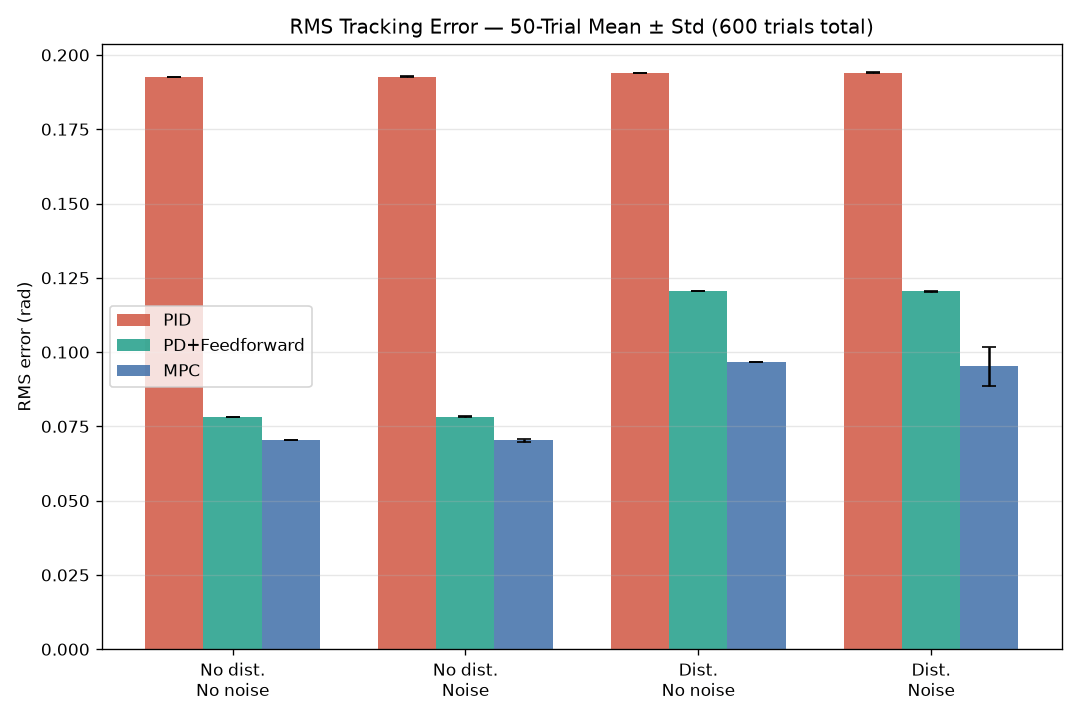 RMS Tracking Error — 50-Trial Mean ± Std (600 trials total)
RMS error (rad)
0.200
0.175
0.150
0.125
0.100
0.075
0.050
0.025
0.000
PID
PD+Feedforward
MPC
No dist.
No noise
No dist.
Noise
Dist.
No noise
Dist.
Noise